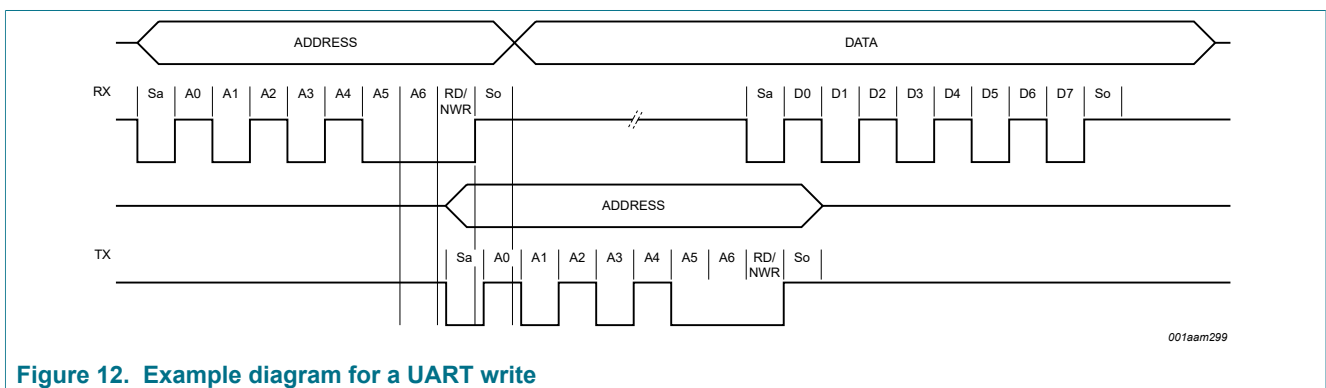 ADDRESS DATA
RX Sa A0 A1 A2 A3 A4 A5 A6 RD/ So Sa D0 D1 D2 D3 D4 D5 D6 D7 So
NWR
ADDRESS
TX Sa A0 A1 A2 A3 A4 A5 A6 RD/ So
NWR
001aam299
Figure 12. Example diagram for a UART write